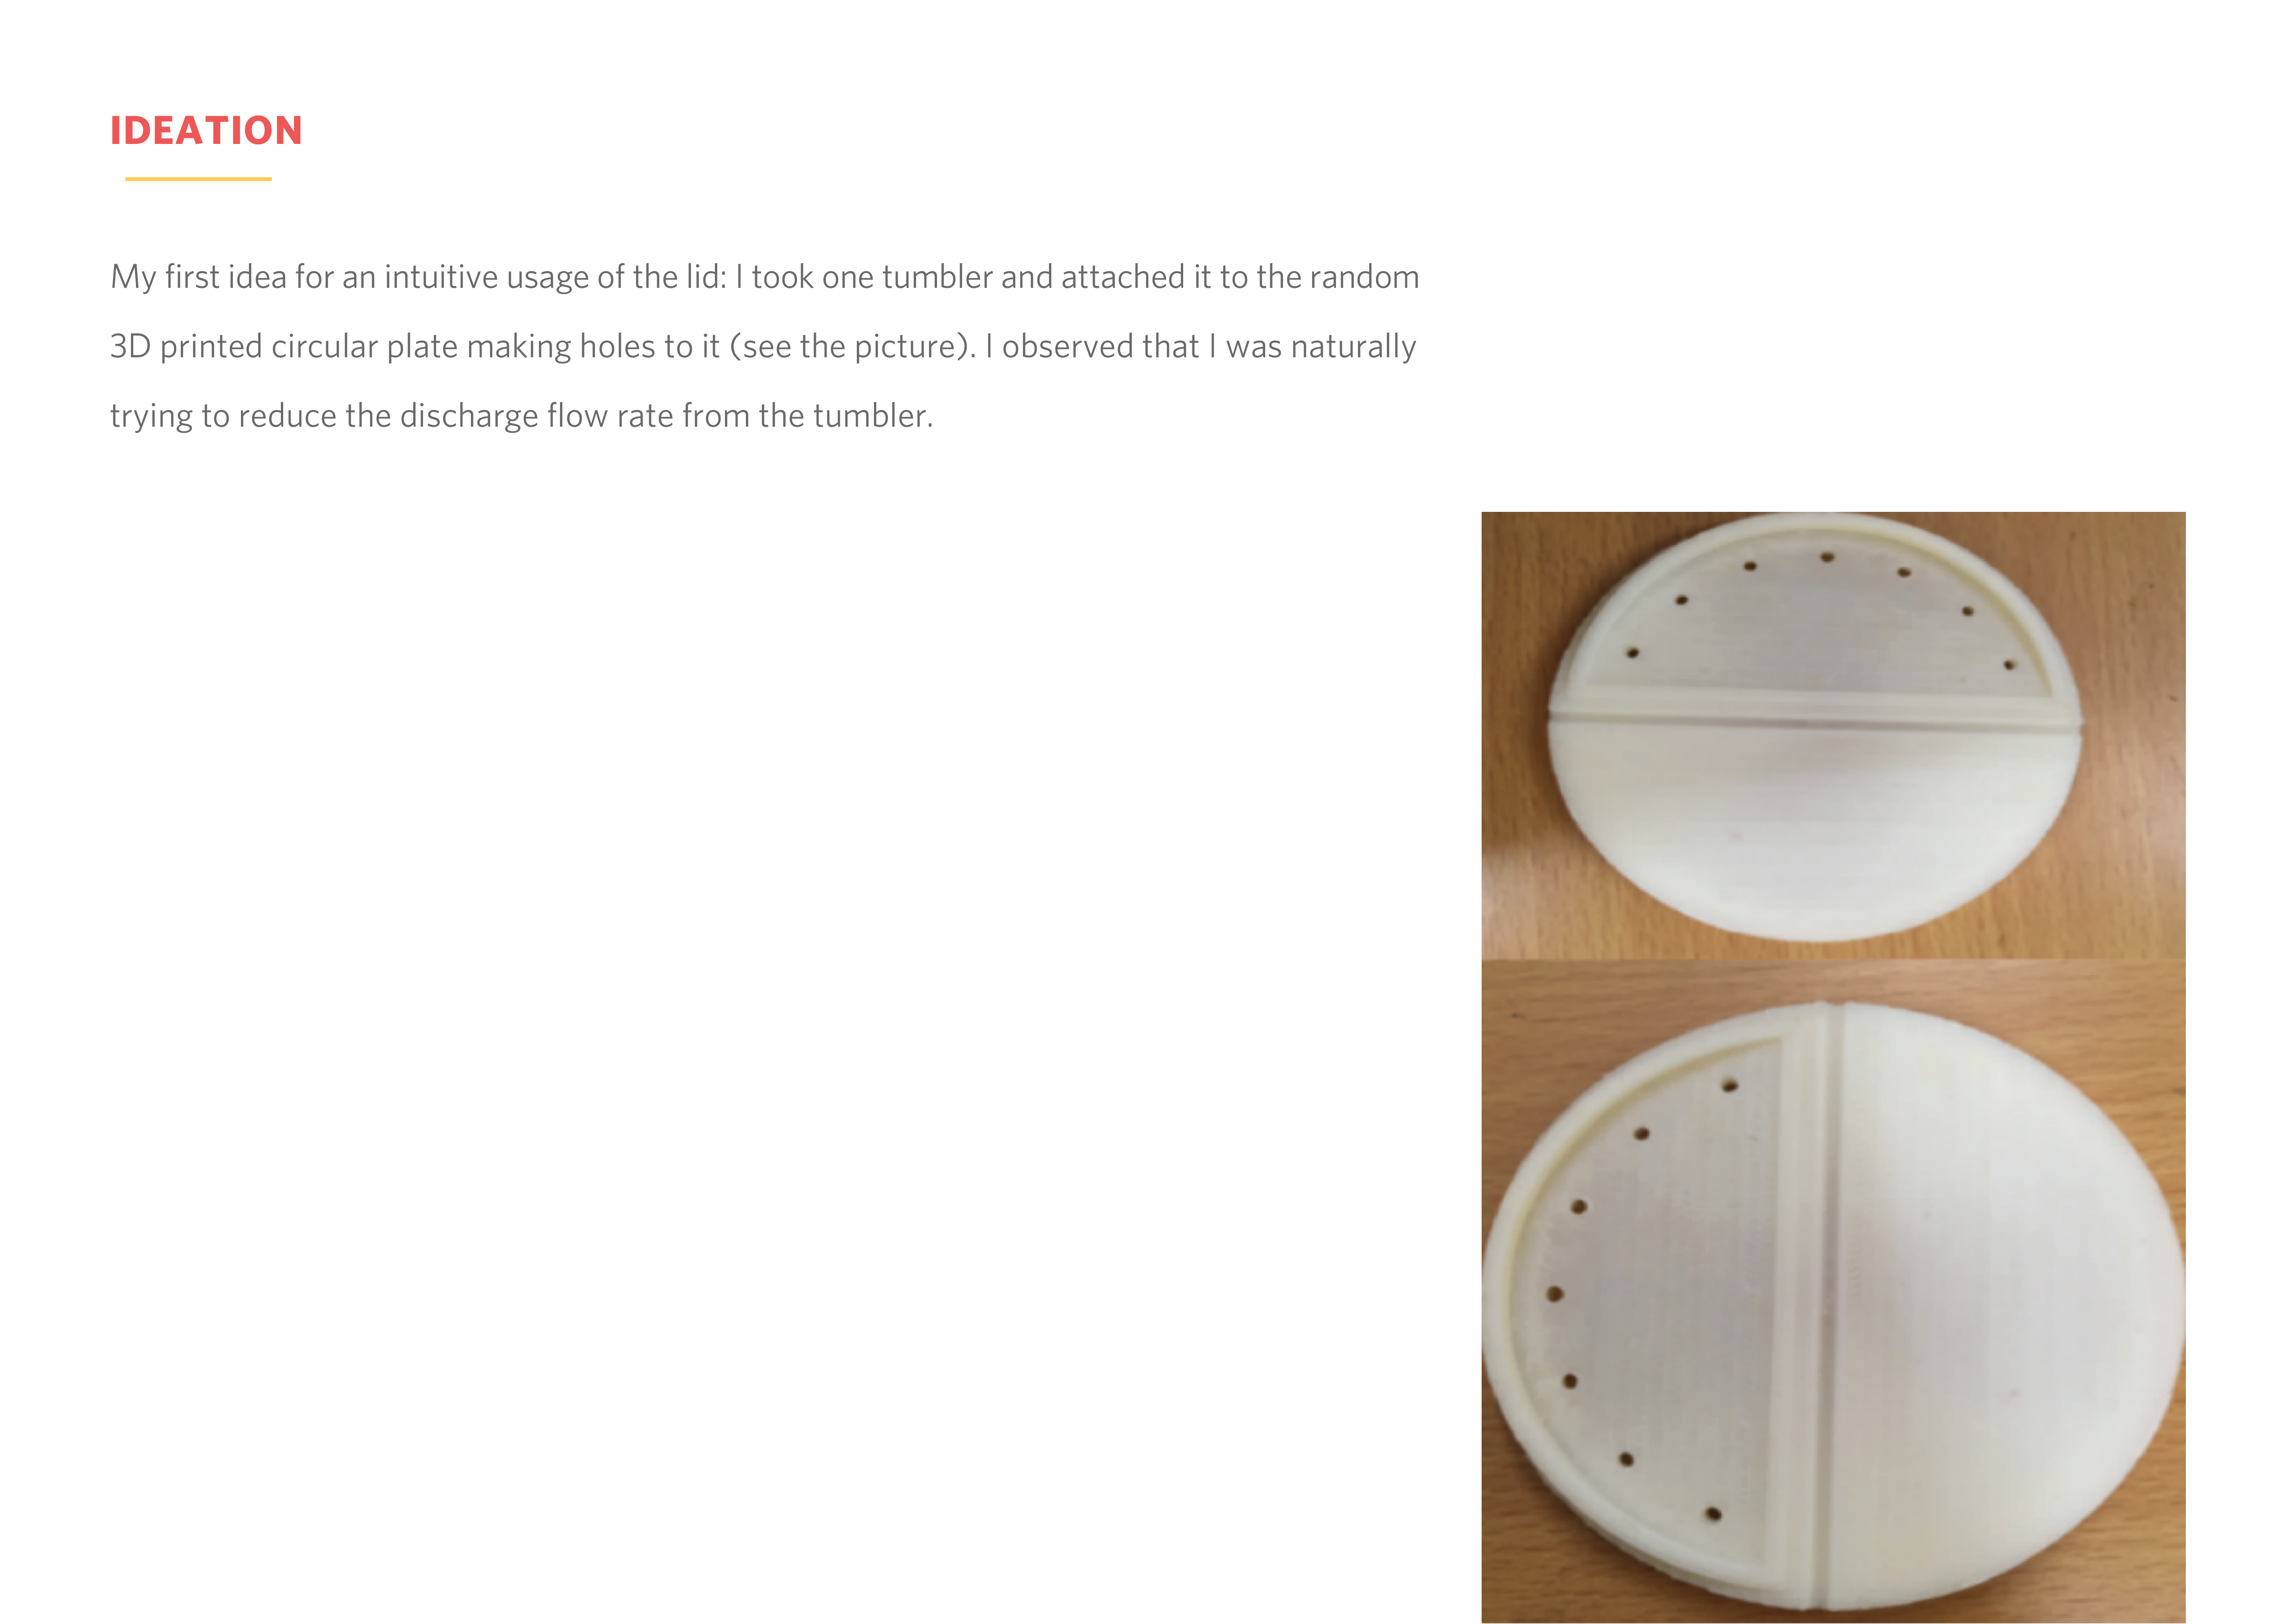 IDEATION
My first idea for an intuitive usage of the lid: I took one tumbler and attached it to the random
3D printed circular plate making holes to it (see the picture). I observed that I was naturally
trying to reduce the discharge flow rate from the tumbler.